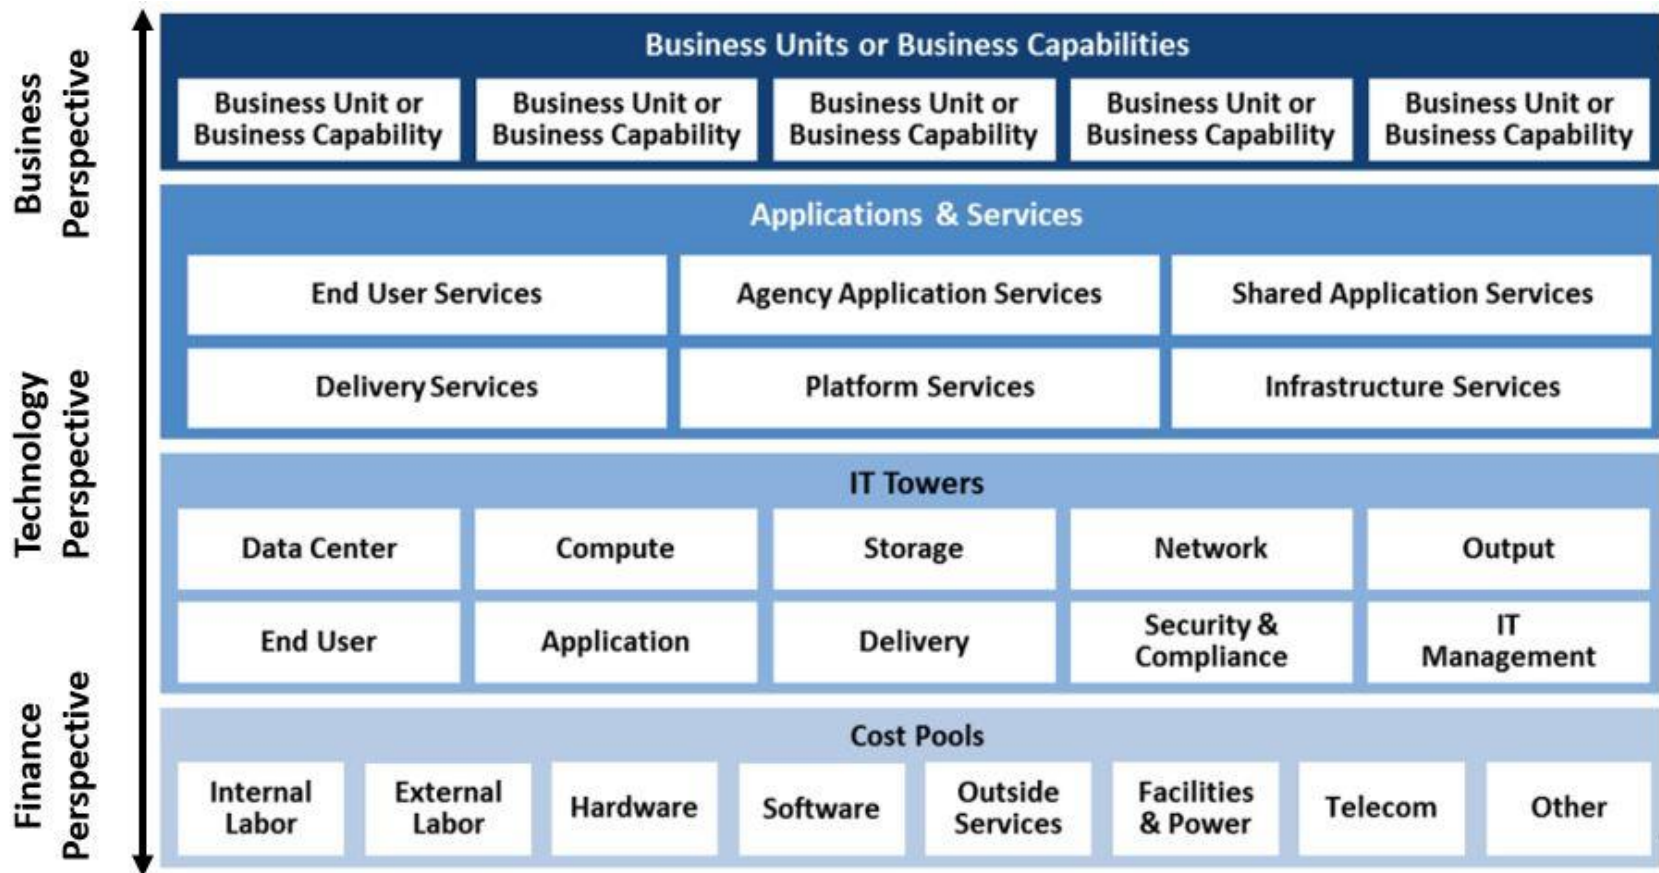 Business
Perspective
Technology
Perspective
Finance
Perspective
Business Units or Business Capabilities
Business Unit or
Business Capability
Business Unit or
Business Capability
Business Unit or
Business Capability
Business Unit or
Business Capability
Business Unit or
Business Capability
Applications & Services
End User Services
Agency Application Services
Shared Application Services
Delivery Services
Platform Services
Infrastructure Services
IT Towers
Data Center
Compute
Storage
Network
Output
End User
Application
Delivery
Security &
Compliance
IT
Management
Cost Pools
Internal
Labor
External
Labor
Hardware
Software
Outside
Services
Facilities
& Power
Telecom
Other